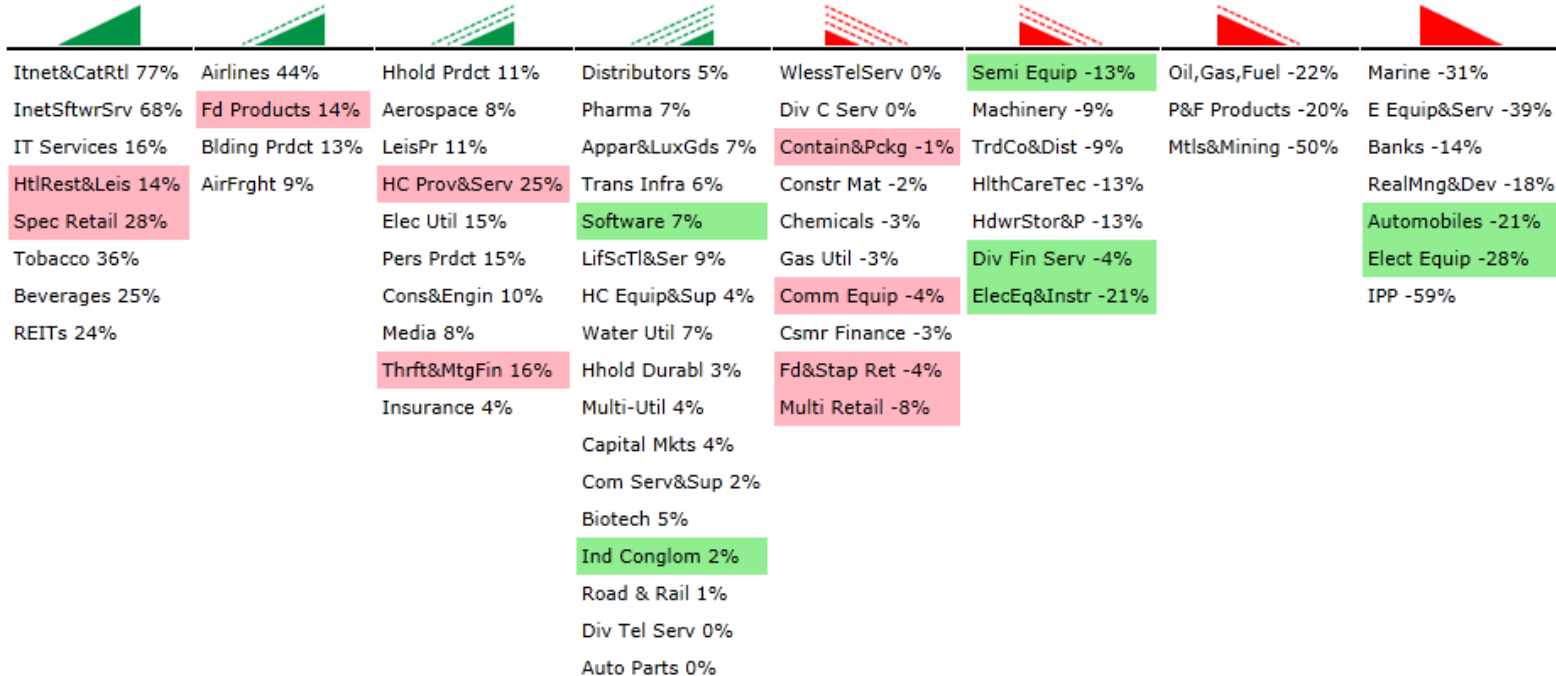 Itnet&CatRtl 77% Airlines 44% Hhold Prdct 11% Distributors 5% WlessTelServ 0% Semi Equip -13% Oil,Gas,Fuel -22% Marine -31%
InetSftwrSrv 68% Fd Products 14% Aerospace 8% Pharma 7% Div C Serv 0% Machinery -9% P&F Products -20% E Equip&Serv -39%
IT Services 16% Blding Prdct 13% LeisPr 11% Appar&LuxGds 7% Contain&Pckg -1% TrdCo&Dist -9% Mtls&Mining -50% Banks -14%
HtlRest&Leis 14% AirFrght 9% HC Prov&Serv 25% Trans Infra 6% Constr Mat -2% HlthCareTec -13% RealMng&Dev -18%
Spec Retail 28% Elec Util 15% Software 7% Chemicals -3% HdwrStor&P -13% Automobiles -21%
Tobacco 36% Pers Prdct 15% LifScTl&Ser 9% Gas Util -3% Div Fin Serv -4% Elect Equip -28%
Beverages 25% Cons&Engin 10% HC Equip&Sup 4% Comm Equip -4% ElecEq&Instr -21% IPP -59%
REITs 24% Media 8% Water Util 7% Csmr Finance -3%
Thrft&MtgFin 16% Hhold Durabl 3% Fd&Stap Ret -4%
Insurance 4% Multi-Util 4% Multi Retail -8%
Capital Mkts 4%
Com Serv&Sup 2%
Biotech 5%
Ind Conglom 2%
Road & Rail 1%
Div Tel Serv 0%
Auto Parts 0%